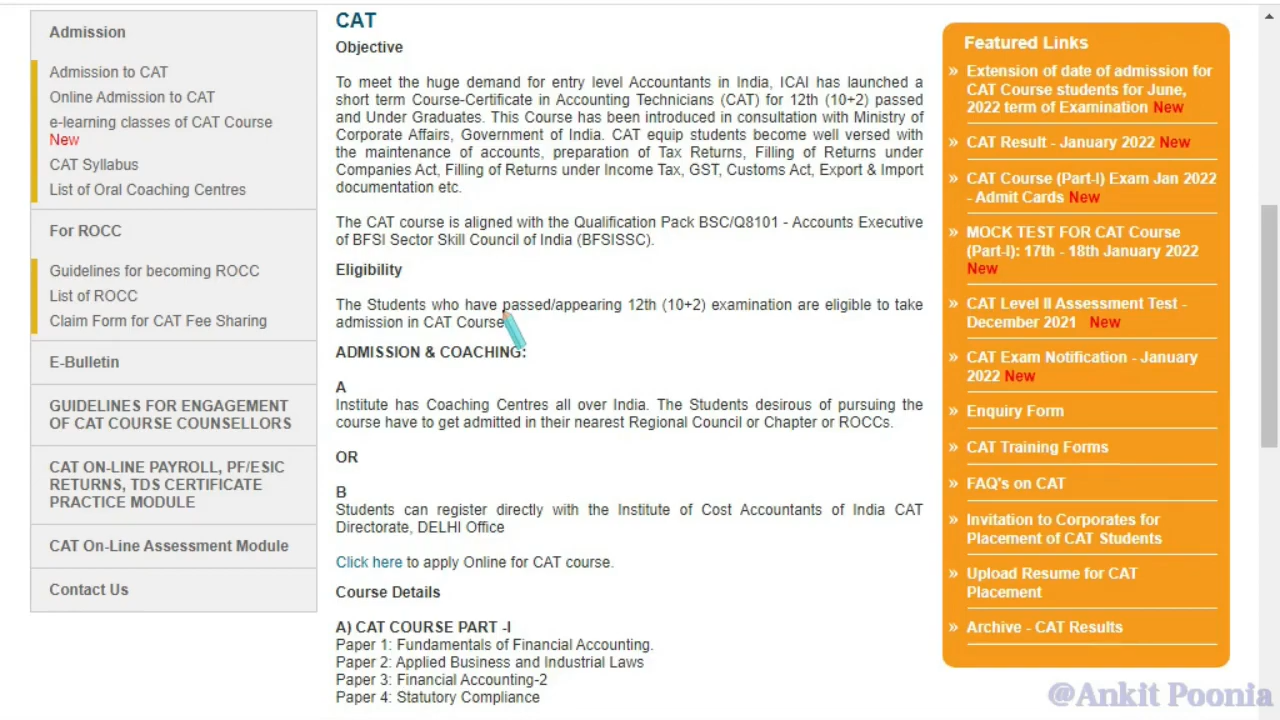 Admission
Admission to CAT
Online Admission to CAT
e-learning classes of CAT Course
New
CAT Syllabus
List of Oral Coaching Centres
For ROCC
Guidelines for becoming ROCC
List of ROCC
Claim Form for CAT Fee Sharing
E-Bulletin
GUIDELINES FOR ENGAGEMENT
OF CAT COURSE COUNSELLORS
CAT ON-LINE PAYROLL, PF/ESIC
RETURNS, TDS CERTIFICATE
PRACTICE MODULE
CAT On-Line Assessment Module
Contact Us
CAT
Objective
To meet the huge demand for entry level Accountants in India, ICAI has launched a
short term Course-Certificate in Accounting Technicians (CAT) for 12th (10+2) passed
and Under Graduates. This Course has been introduced in consultation with Ministry of
Corporate Affairs, Government of India. CAT equip students become well versed with
the maintenance of accounts, preparation of Tax Returns, Filling of Returns under
Companies Act, Filling of Returns under Income Tax, GST, Customs Act, Export & Import
documentation etc.
The CAT course is aligned with the Qualification Pack BSC/Q8101 - Accounts Executive
of BFSI Sector Skill Council of India (BFSISSC).
Eligibility
The Students who have passed/appearing 12th (10+2) examination are eligible to take
admission in CAT Course
ADMISSION & COACHING:
A
Institute has Coaching Centres all over India. The Students desirous of pursuing the
course have to get admitted in their nearest Regional Council or Chapter or ROCCs.
OR
B
Students can register directly with the Institute of Cost Accountants of India CAT
Directorate, DELHI Office
Click here to apply Online for CAT course.
Course Details
A) CAT COURSE PART -I
Paper 1: Fundamentals of Financial Accounting.
Paper 2: Applied Business and Industrial Laws
Paper 3: Financial Accounting-2
Paper 4: Statutory Compliance
Featured Links
» Extension of date of admission for
CAT Course students for June,
2022 term of Examination New
» CAT Result - January 2022 New
» CAT Course (Part-I) Exam Jan 2022
- Admit Cards New
» MOCK TEST FOR CAT Course
(Part-I): 17th - 18th January 2022
New
» CAT Level II Assessment Test -
December 2021 New
» CAT Exam Notification - January
2022 New
» Enquiry Form
» CAT Training Forms
» FAQ's on CAT
» Invitation to Corporates for
Placement of CAT Students
» Upload Resume for CAT
Placement
» Archive - CAT Results
@Ankit Poonia